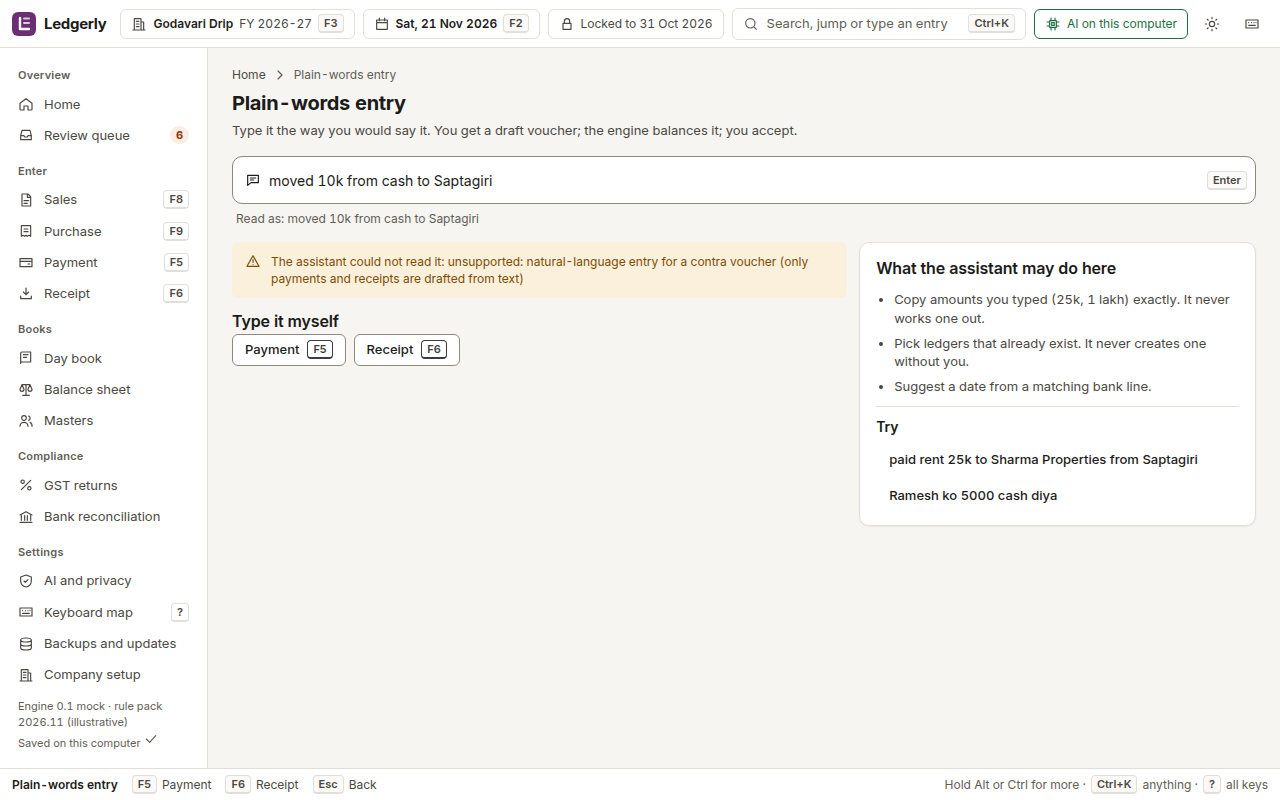 Ledgerly
Godavari Drip FY 2026-27 F3
Sat, 21 Nov 2026 F2
Locked to 31 Oct 2026
Search, jump or type an entry Ctrl+K
AI on this computer
Overview
Home
Review queue 6
Enter
Sales F8
Purchase F9
Payment F5
Receipt F6
Books
Day book
Balance sheet
Masters
Compliance
GST returns
Bank reconciliation
Settings
AI and privacy
Keyboard map ?
Backups and updates
Company setup
Engine 0.1 mock · rule pack
2026.11 (illustrative)
Saved on this computer
Home Plain-words entry
Plain-words entry
Type it the way you would say it. You get a draft voucher; the engine balances it; you accept.
moved 10k from cash to Saptagiri Enter
Read as: moved 10k from cash to Saptagiri
The assistant could not read it: unsupported: natural-language entry for a contra voucher (only
payments and receipts are drafted from text)
Type it myself
Payment F5
Receipt F6
What the assistant may do here
• Copy amounts you typed (25k, 1 lakh) exactly. It never
works one out.
• Pick ledgers that already exist. It never creates one
without you.
• Suggest a date from a matching bank line.
Try
paid rent 25k to Sharma Properties from Saptagiri
Ramesh ko 5000 cash diya
Plain-words entry F5 Payment F6 Receipt Esc Back
Hold Alt or Ctrl for more · Ctrl+K anything · ? all keys